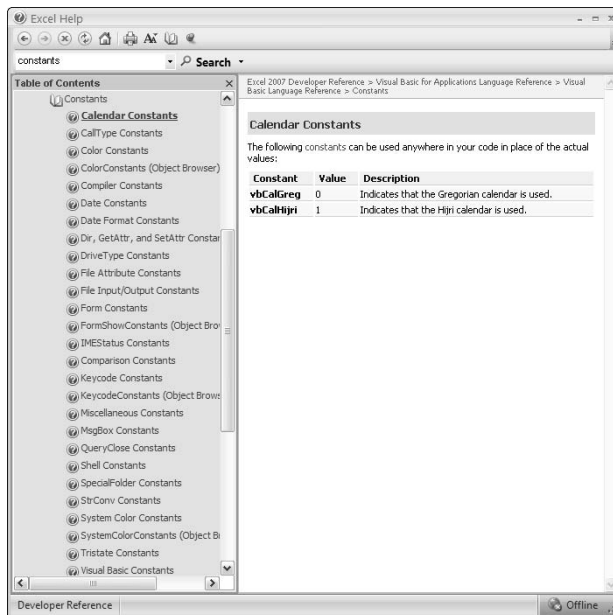 Excel Help
constants
Search
Table of Contents
Constants
Calendar Constants
CallType Constants
Color Constants
ColorConstants (Object Browser)
Compiler Constants
Date Constants
Date Format Constants
Dir, GetAttr, and SetAttr Constan
DriveType Constants
File Attribute Constants
File Input/Output Constants
Form Constants
FormShowConstants (Object Brow
IMEStatus Constants
Comparison Constants
Keycode Constants
KeycodeConstants (Object Brows
Miscellaneous Constants
MsgBox Constants
QueryClose Constants
Shell Constants
SpecialFolder Constants
StrConv Constants
System Color Constants
SystemColorConstants (Object Br
Tristate Constants
Visual Basic Constants
Excel 2007 Developer Reference > Visual Basic for Applications Language Reference > Visual
Basic Language Reference > Constants
Calendar Constants
The following constants can be used anywhere in your code in place of the actual
values:
Constant Value Description
vbCalGreg 0 Indicates that the Gregorian calendar is used.
vbCalHijri 1 Indicates that the Hijri calendar is used.
Developer Reference
Offline